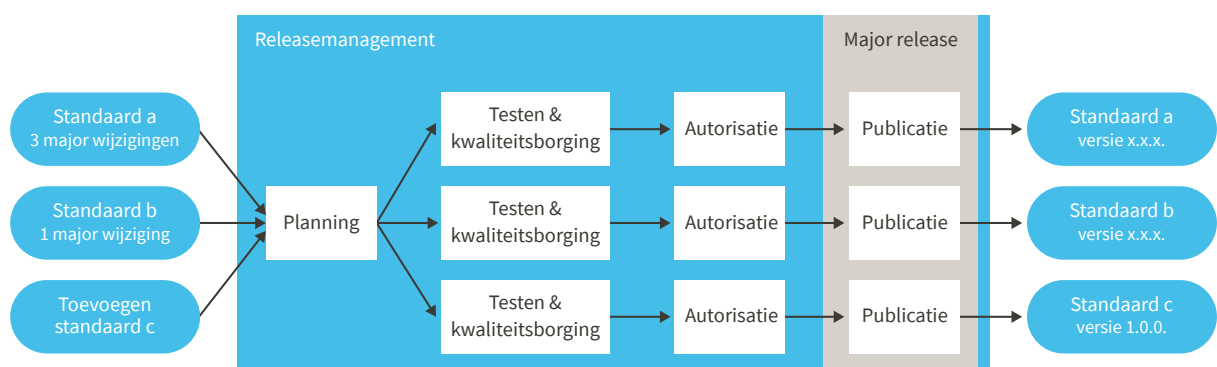 Releasemanagement
Major release
Standaard a
3 major wijzigingen
Testen &
kwaliteitsborging
Autorisatie
Publicatie
Standaard a
versie x.x.x.
Standaard b
1 major wijziging
Planning
Testen &
kwaliteitsborging
Autorisatie
Publicatie
Standaard b
versie x.x.x.
Toevoegen
standaard c
Testen &
kwaliteitsborging
Autorisatie
Publicatie
Standaard c
versie 1.0.0.